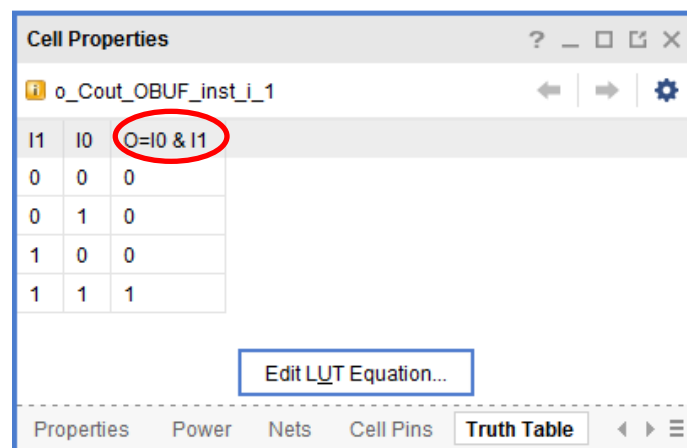 Cell Properties ?
o_Cout_OBUF_inst_i_1
I1 I0 O=I0 & I1
0 0 0
0 1 0
1 0 0
1 1 1
Edit LUT Equation...
Properties Power Nets Cell Pins Truth Table